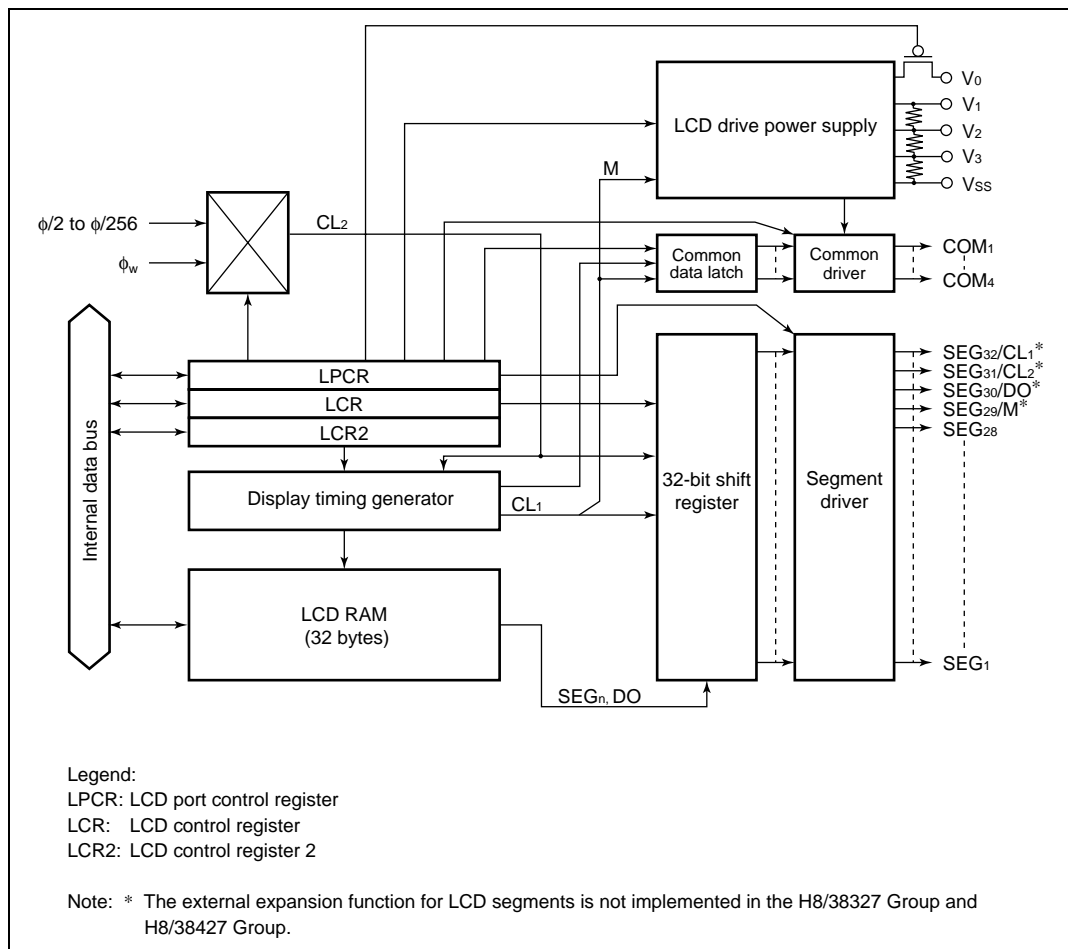 V0
V1
LCD drive power supply
V2
V3
M
VSS
ϕ/2 to ϕ/256
CL2
ϕw
Common data latch
Common driver
COM1
COM4
Internal data bus
LPCR
LCR
LCR2
Display timing generator
CL1
LCD RAM
(32 bytes)
SEGn, DO
32-bit shift
register
Segment
driver
SEG32/CL1*
SEG31/CL2*
SEG30/DO*
SEG29/M*
SEG28
SEG1
Legend:
LPCR: LCD port control register
LCR: LCD control register
LCR2: LCD control register 2
Note: * The external expansion function for LCD segments is not implemented in the H8/38327 Group and
H8/38427 Group.